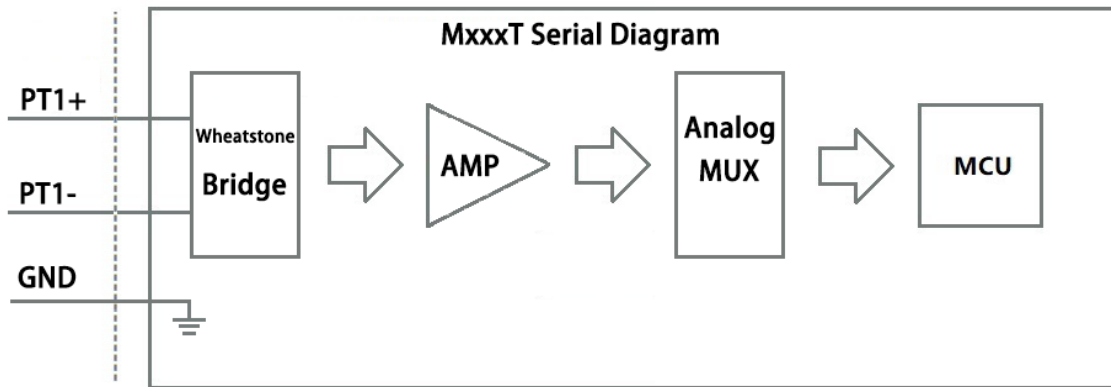 MxxxT Serial Diagram
PT1+
PT1-
GND
Wheatstone
Bridge
AMP
Analog
MUX
MCU